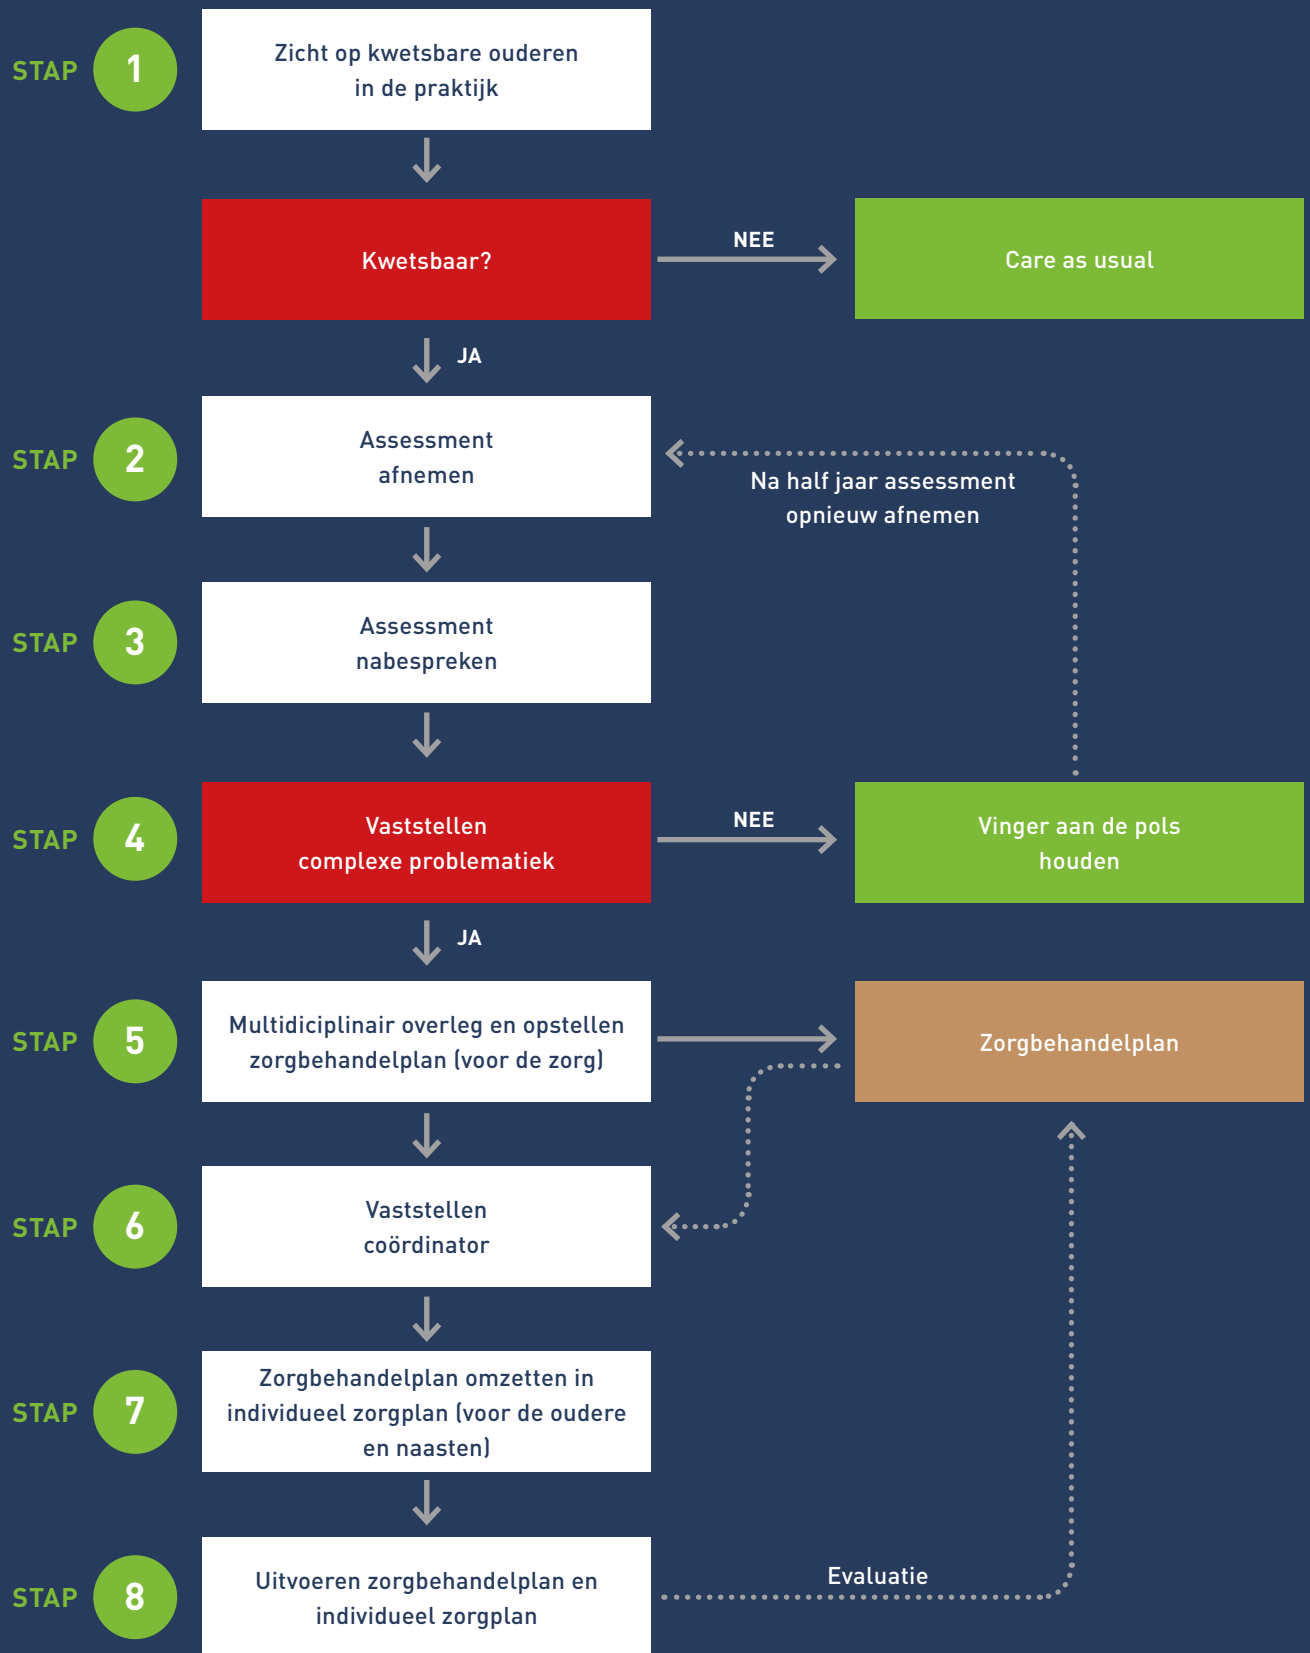 STAP 1
Zicht op kwetsbare ouderen
in de praktijk
Kwetsbaar?
NEE
Care as usual
JA
STAP 2
Assessment
afnemen
Na half jaar assessment
opnieuw afnemen
STAP 3
Assessment
nabespreken
STAP 4
Vaststellen
complexe problematiek
NEE
Vinger aan de pols
houden
JA
STAP 5
Multidiciplinair overleg en opstellen
zorgbehandelplan (voor de zorg)
Zorgbehandelplan
STAP 6
Vaststellen
coördinator
STAP 7
Zorgbehandelplan omzetten in
individueel zorgplan (voor de oudere
en naasten)
STAP 8
Uitvoeren zorgbehandelplan en
individueel zorgplan
Evaluatie